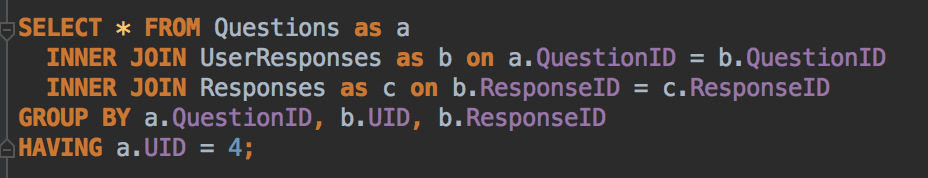 SELECT * FROM Questions as a
INNER JOIN UserResponses as b on a.QuestionID = b.QuestionID
INNER JOIN Responses as c on b.ResponseID = c.ResponseID
GROUP BY a.QuestionID, b.UID, b.ResponseID
HAVING a.UID = 4;